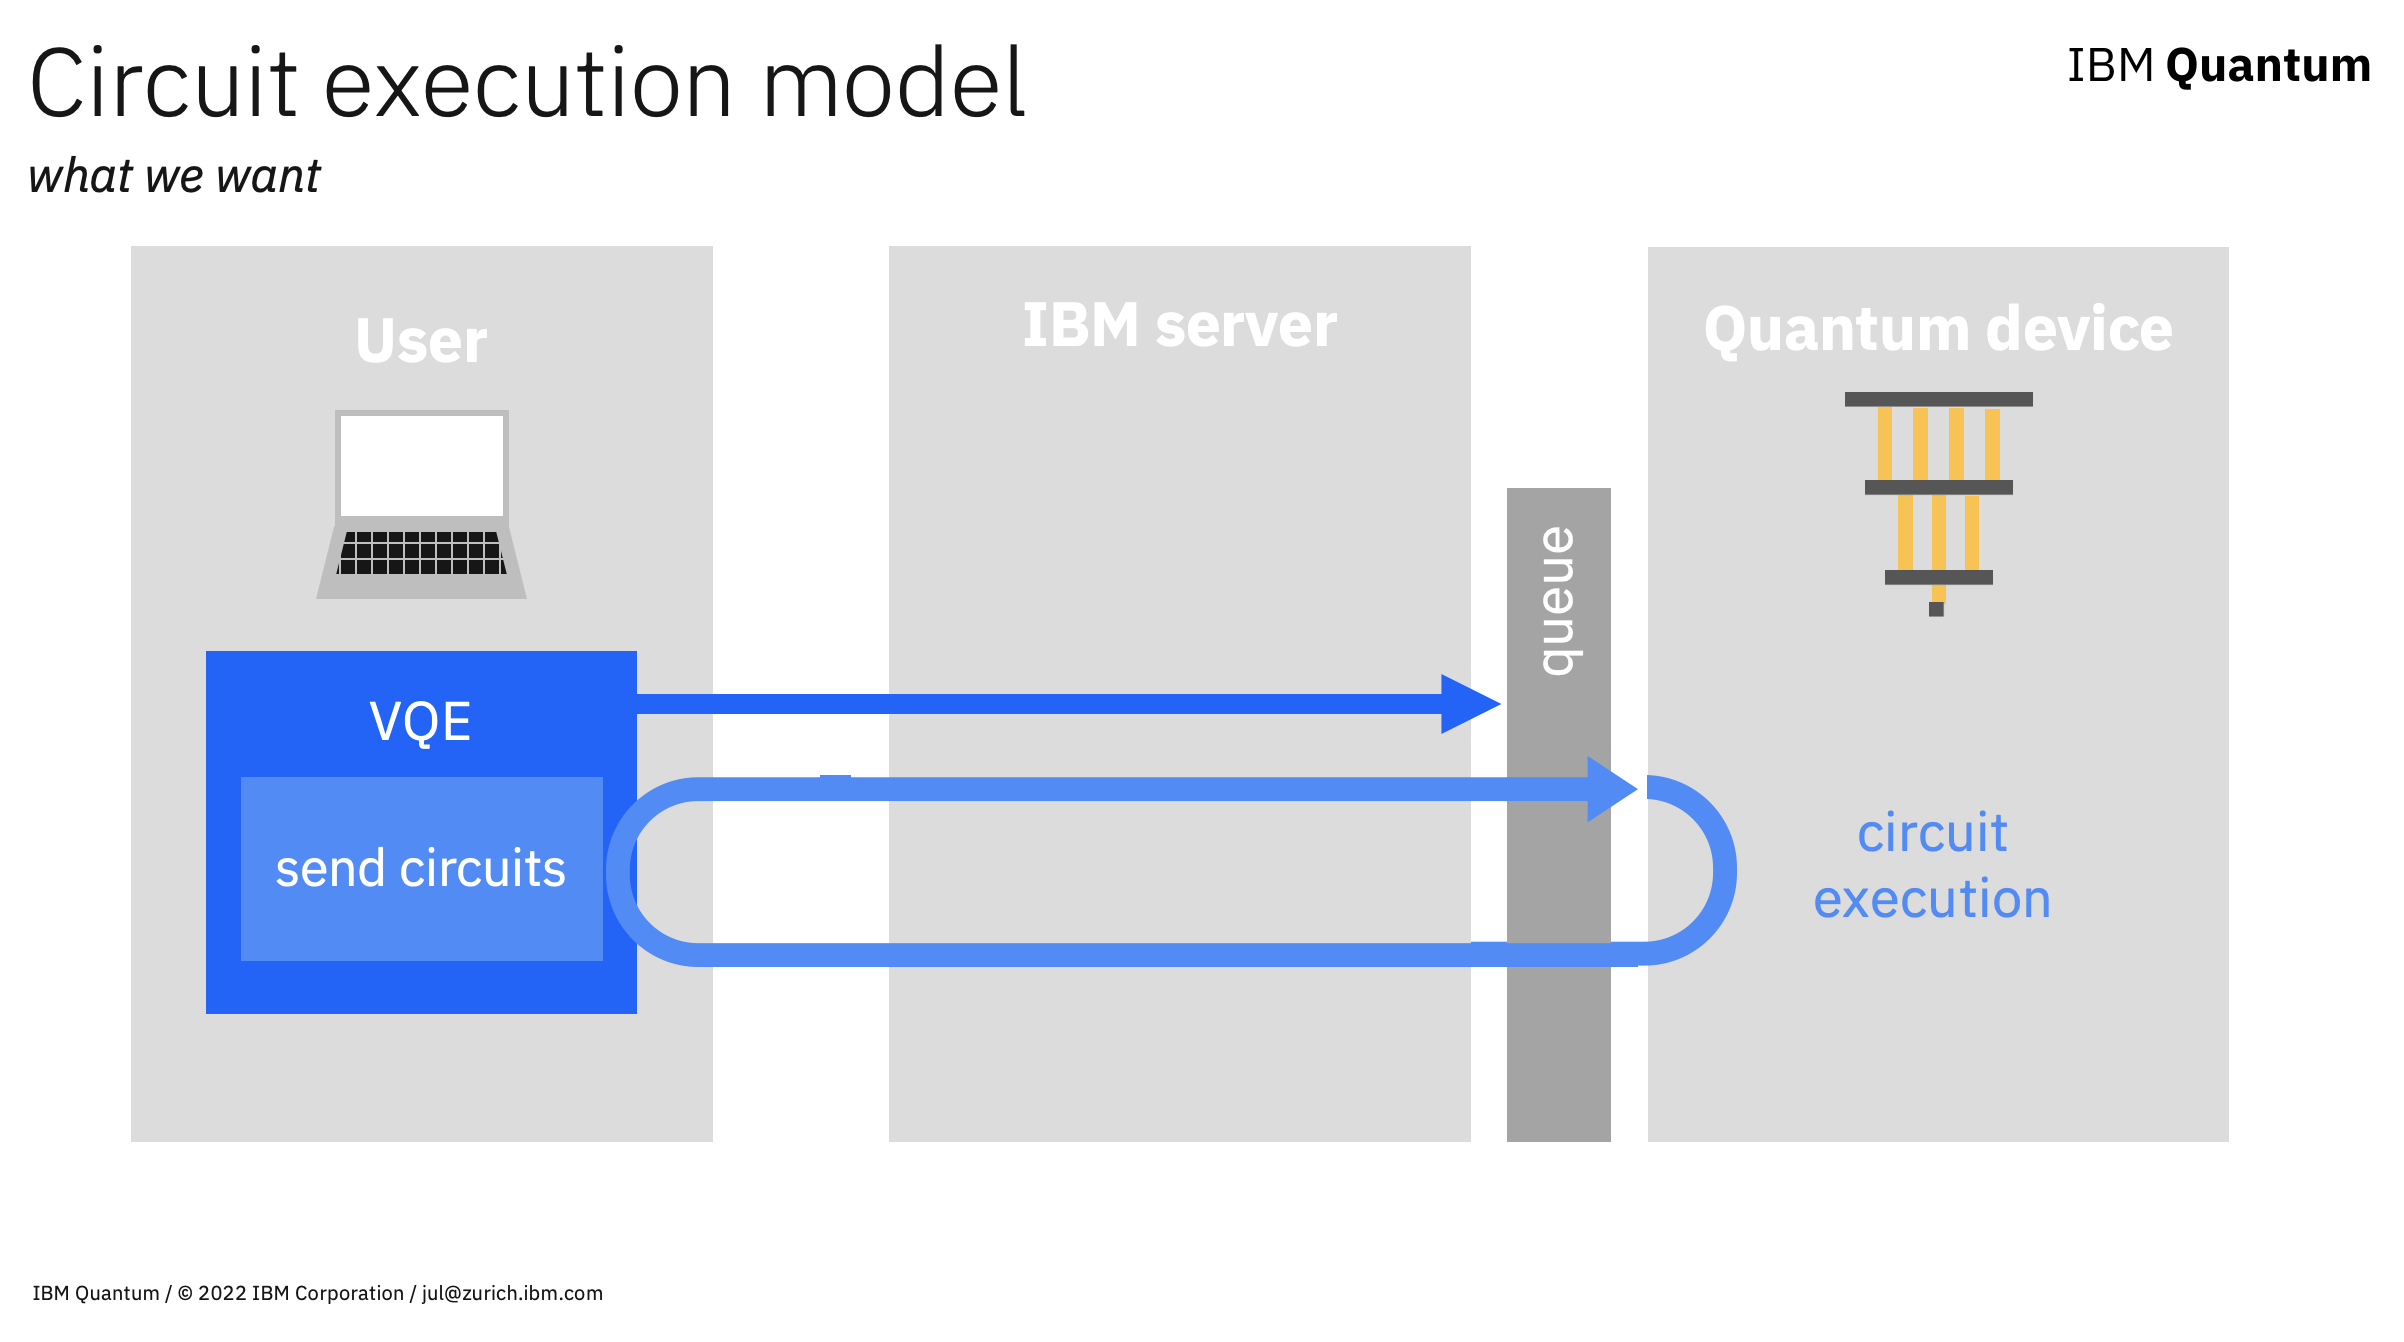 Circuit execution model
IBM Quantum
what we want
User
IBM server
Quantum device
queue
VQE
send circuits
circuit
execution
IBM Quantum / © 2022 IBM Corporation / jul@zurich.ibm.com